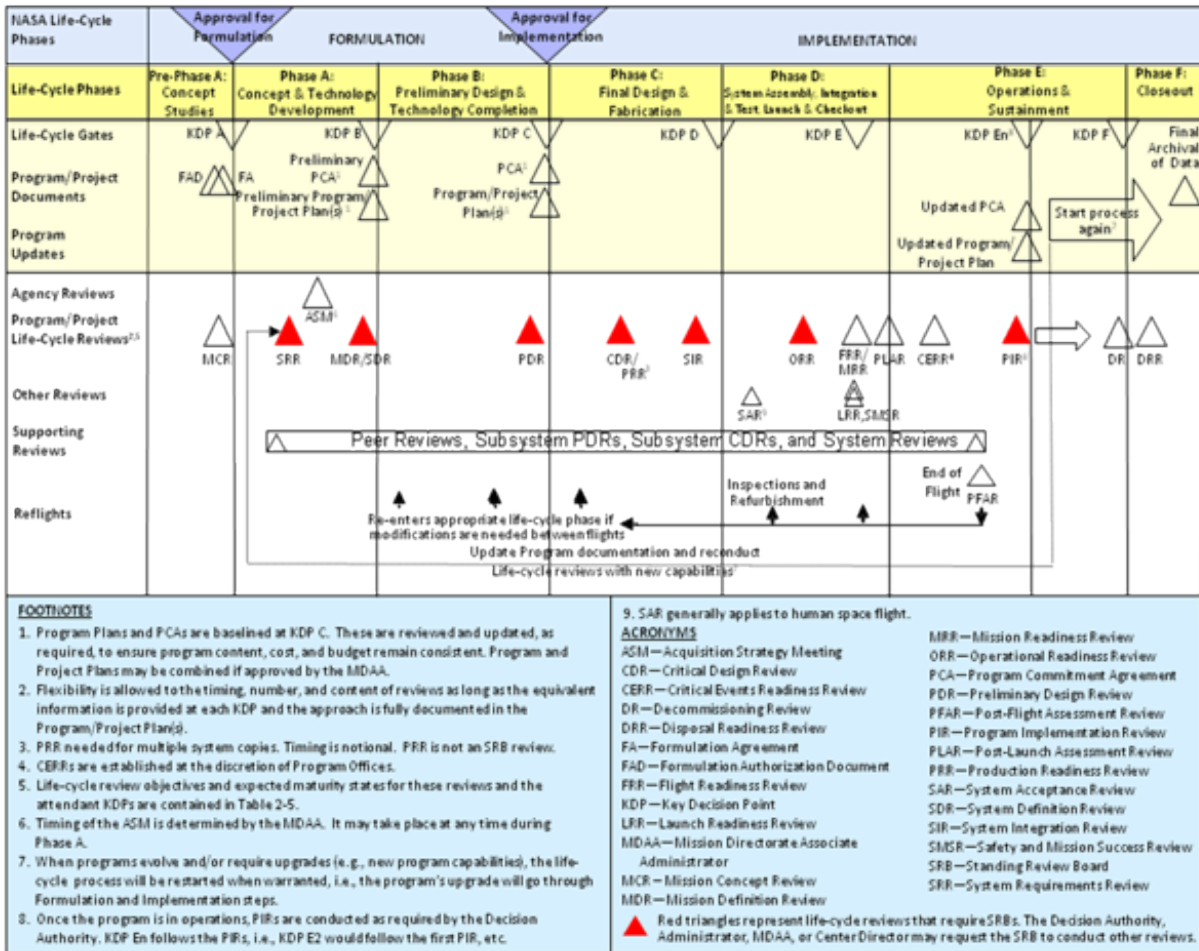 NASA Life-Cycle
Phases
Approval for
Formulation
FORMULATION
Approval for
Implementation
IMPLEMENTATION
Life-Cycle Phases
Pre-Phase A:
Concept
Studies
Phase A:
Concept & Technology
Development
Phase B:
Preliminary Design &
Technology Completion
Phase C:
Final Design &
Fabrication
Phase D:
System Assembly, Integration
& Test, Launch & Checkout
Phase E:
Operations &
Sustainment
Phase F:
Closeout
Life-Cycle Gates
KDP A
KDP B
KDP C
KDP D
KDP E
KDP En⁸
KDP F
Final
Archival
of Data
Program/Project
Documents
FAD
FA
Preliminary
PCA¹
Preliminary Program/
Project Plan(s)¹
PCA¹
Program/Project
Plan(s)¹
Updated PCA
Start process
again⁷
Program
Updates
Updated Program/
Project Plan
Agency Reviews
ASM⁶
Program/Project
Life-Cycle Reviews²,⁵
MCR
SRR
MDR/SDR
PDR
CDR/
PRR³
SIR
ORR
FRR/
MRR
PLAR
CERR⁴
PIR⁸
DR
DRR
Other Reviews
SAR⁹
LRR,SMSR
Supporting
Reviews
Peer Reviews, Subsystem PDRs, Subsystem CDRs, and System Reviews
Reflights
Inspections and
Refurbishment
End of
Flight
PFAR
Re-enters appropriate life-cycle phase if
modifications are needed between flights
Update Program documentation and reconduct
Life-cycle reviews with new capabilities⁷
FOOTNOTES
1. Program Plans and PCAs are baselined at KDP C. These are reviewed and updated, as
required, to ensure program content, cost, and budget remain consistent. Program and
Project Plans may be combined if approved by the MDAA.
2. Flexibility is allowed to the timing, number, and content of reviews as long as the equivalent
information is provided at each KDP and the approach is fully documented in the
Program/Project Plan(s).
3. PRR needed for multiple system copies. Timing is notional. PRR is not an SRB review.
4. CERRs are established at the discretion of Program Offices.
5. Life-cycle review objectives and expected maturity states for these reviews and the
attendant KDPs are contained in Table 2-5.
6. Timing of the ASM is determined by the MDAA. It may take place at any time during
Phase A.
7. When programs evolve and/or require upgrades (e.g., new program capabilities), the life-
cycle process will be restarted when warranted, i.e., the program's upgrade will go through
Formulation and Implementation steps.
8. Once the program is in operations, PIRs are conducted as required by the Decision
Authority. KDP En follows the PIRs, i.e., KDP E2 would follow the first PIR, etc.
9. SAR generally applies to human space flight.
ACRONYMS
ASM—Acquisition Strategy Meeting
CDR—Critical Design Review
CERR—Critical Events Readiness Review
DR—Decommissioning Review
DRR—Disposal Readiness Review
FA—Formulation Agreement
FAD—Formulation Authorization Document
FRR—Flight Readiness Review
KDP—Key Decision Point
LRR—Launch Readiness Review
MDAA—Mission Directorate Associate
Administrator
MCR—Mission Concept Review
MDR—Mission Definition Review
MRR—Mission Readiness Review
ORR—Operational Readiness Review
PCA—Program Commitment Agreement
PDR—Preliminary Design Review
PFAR—Post-Flight Assessment Review
PIR—Program Implementation Review
PLAR—Post-Launch Assessment Review
PRR—Production Readiness Review
SAR—System Acceptance Review
SDR—System Definition Review
SIR—System Integration Review
SMSR—Safety and Mission Success Review
SRB—Standing Review Board
SRR—System Requirements Review
Red triangles represent life-cycle reviews that require SRBs. The Decision Authority,
Administrator, MDAA, or Center Director may request the SRB to conduct other reviews.